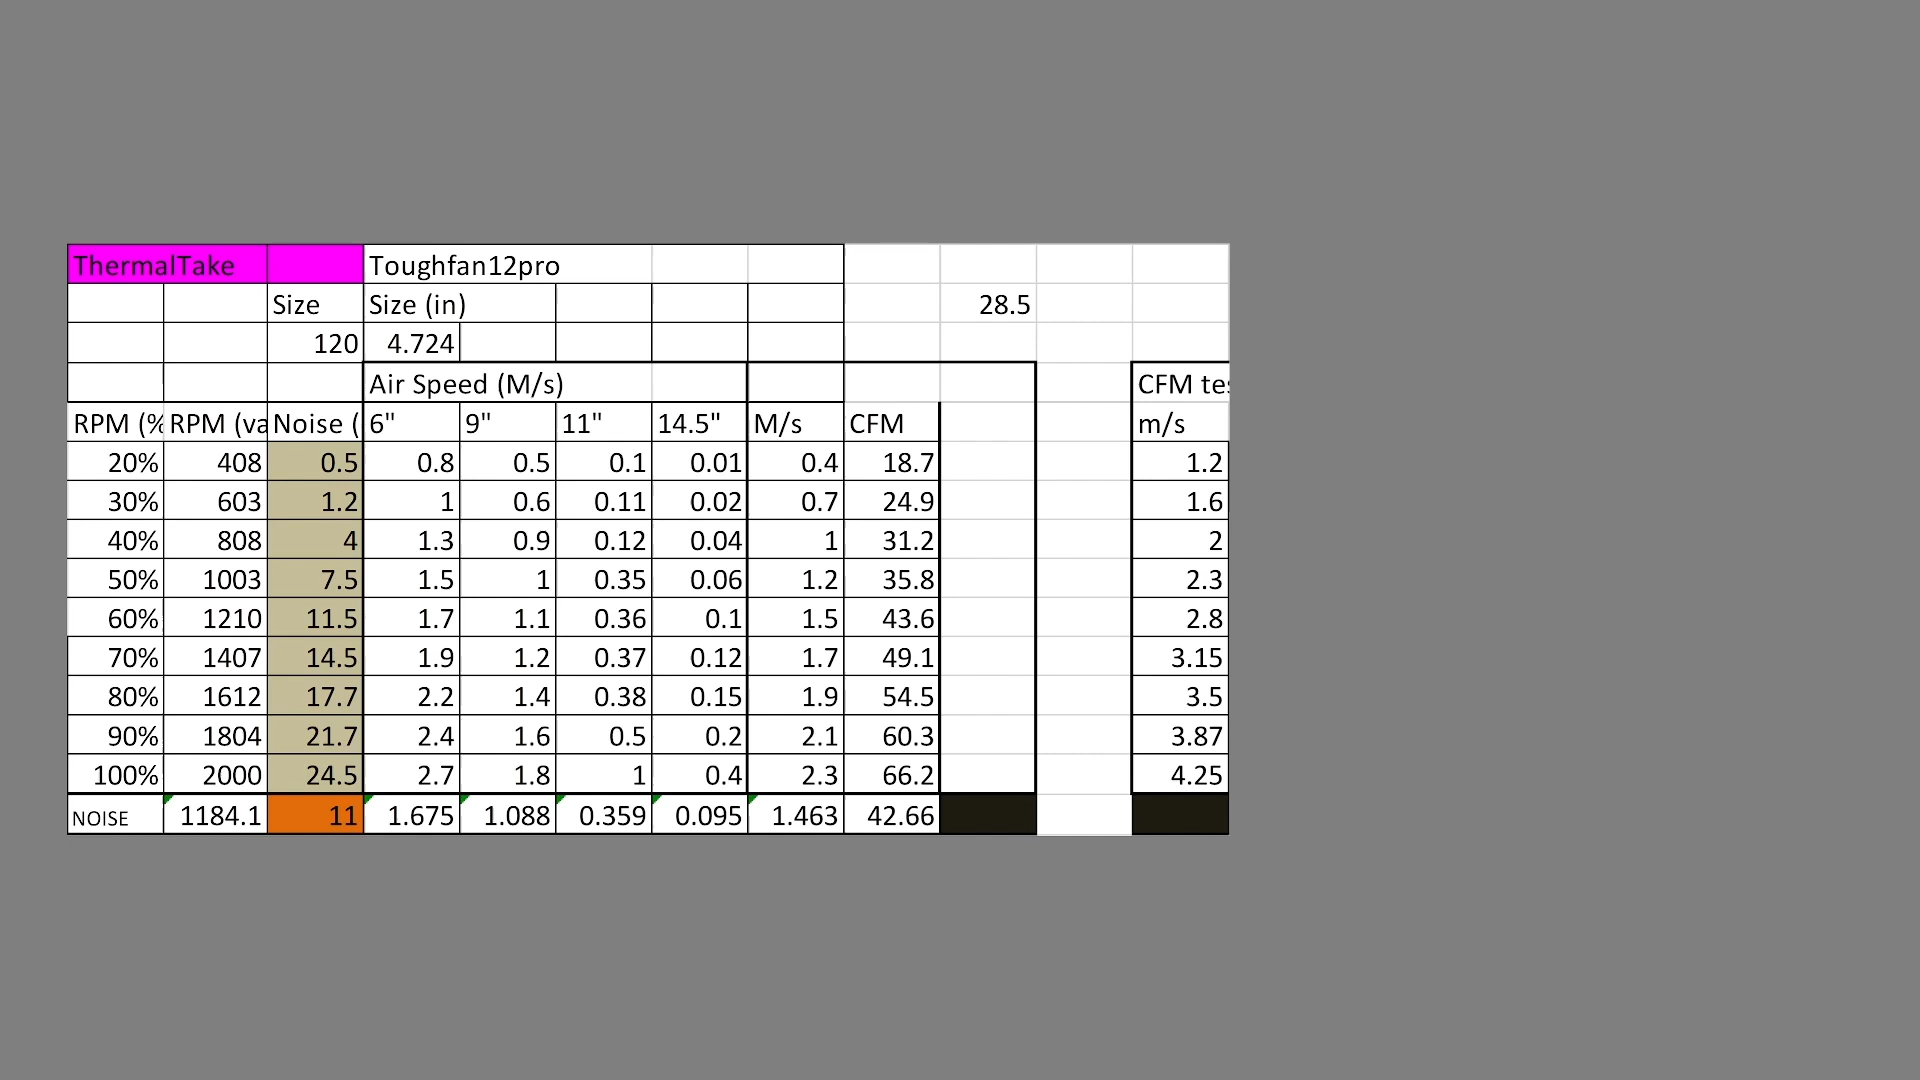 ThermalTake Toughfan12pro
Size Size (in) 28.5
120 4.724
Air Speed (M/s) CFM te
RPM (% RPM (va Noise ( 6" 9" 11" 14.5" M/s CFM m/s
20% 408 0.5 0.8 0.5 0.1 0.01 0.4 18.7 1.2
30% 603 1.2 1 0.6 0.11 0.02 0.7 24.9 1.6
40% 808 4 1.3 0.9 0.12 0.04 1 31.2 2
50% 1003 7.5 1.5 1 0.35 0.06 1.2 35.8 2.3
60% 1210 11.5 1.7 1.1 0.36 0.1 1.5 43.6 2.8
70% 1407 14.5 1.9 1.2 0.37 0.12 1.7 49.1 3.15
80% 1612 17.7 2.2 1.4 0.38 0.15 1.9 54.5 3.5
90% 1804 21.7 2.4 1.6 0.5 0.2 2.1 60.3 3.87
100% 2000 24.5 2.7 1.8 1 0.4 2.3 66.2 4.25
NOISE 1184.1 11 1.675 1.088 0.359 0.095 1.463 42.66